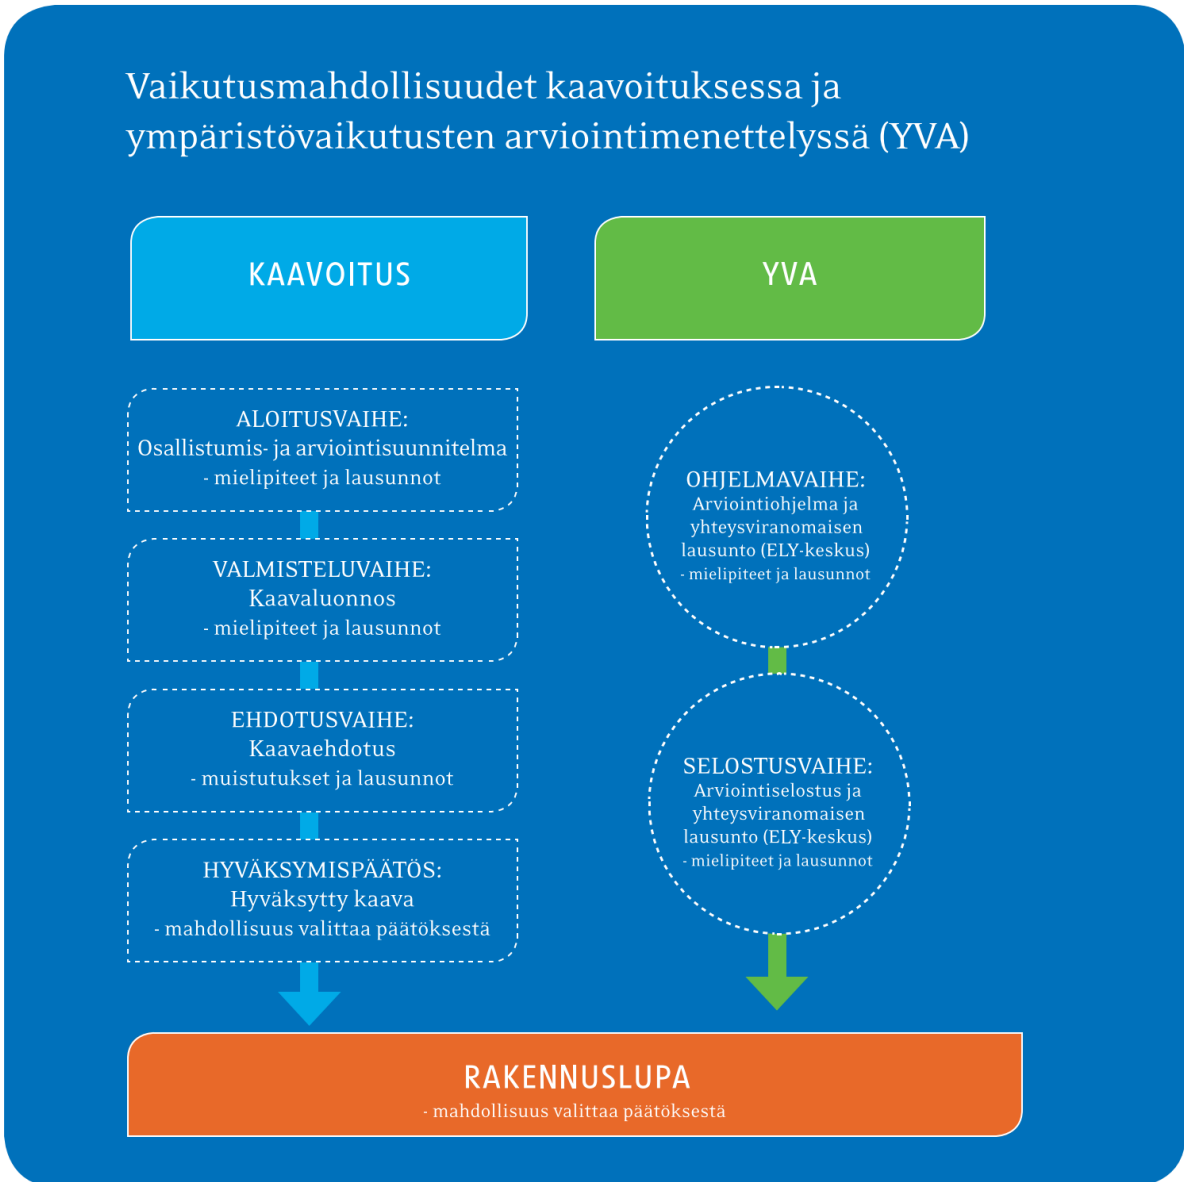 Vaikutusmahdollisuudet kaavoituksessa ja
ympäristövaikutusten arviointimenettelyssä (YVA)
KAAVOITUS
ALOITUSVAIHE:
Osallistumis- ja arviointisuunnitelma
- mielipiteet ja lausunnot
VALMISTELUVAIHE:
Kaavaluonnos
- mielipiteet ja lausunnot
EHDOTUSVAIHE:
Kaavaehdotus
- muistutukset ja lausunnot
HYVÄKSYMISPÄÄTÖS:
Hyväksytty kaava
- mahdollisuus valittaa päätöksestä
YVA
OHJELMAVAIHE:
Arviointiohjelma ja
yhteysviranomaisen
lausunto (ELY-keskus)
- mielipiteet ja lausunnot
SELOSTUSVAIHE:
Arviointiselostus ja
yhteysviranomaisen
lausunto (ELY-keskus)
- mielipiteet ja lausunnot
RAKENNUSLUPA
- mahdollisuus valittaa päätöksestä